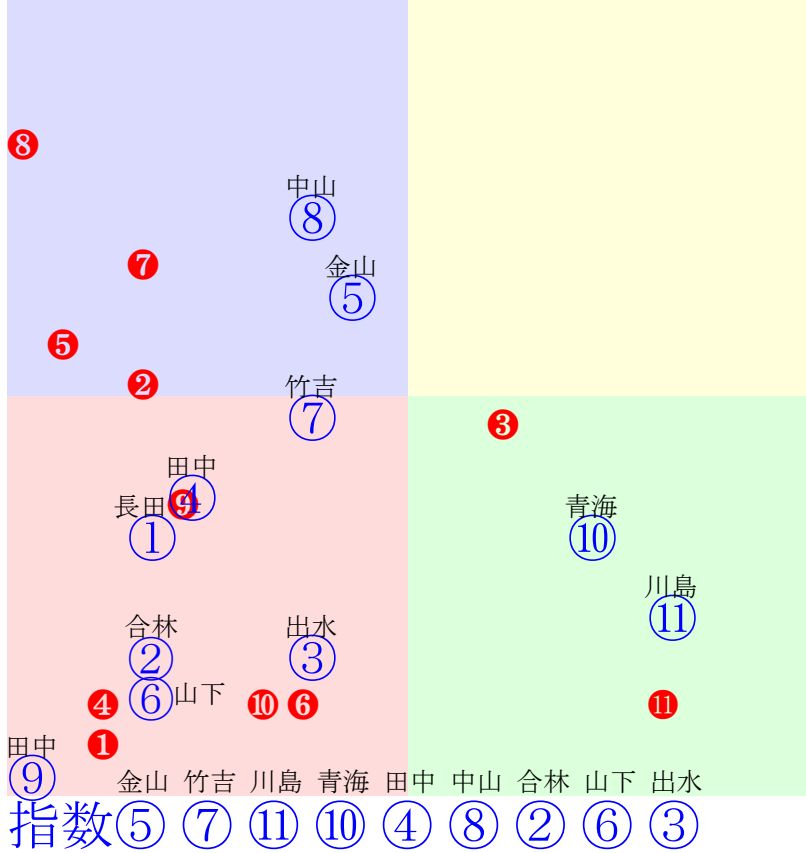 ❽
中山
⑧
❼
金山
⑤
❺
❷
竹吉
⑦
❸
田中
④
❾
長田
①
青海
⑩
川島
⑪
合林
②
出水
③
⑥山下
❹ ❿ ❻ ⓫
❶
田中
⑨
金山 竹吉 川島 青海 田中 中山 合林 山下 出水
指数⑤ ⑦ ⑪ ⑩ ④ ⑧ ② ⑥ ③